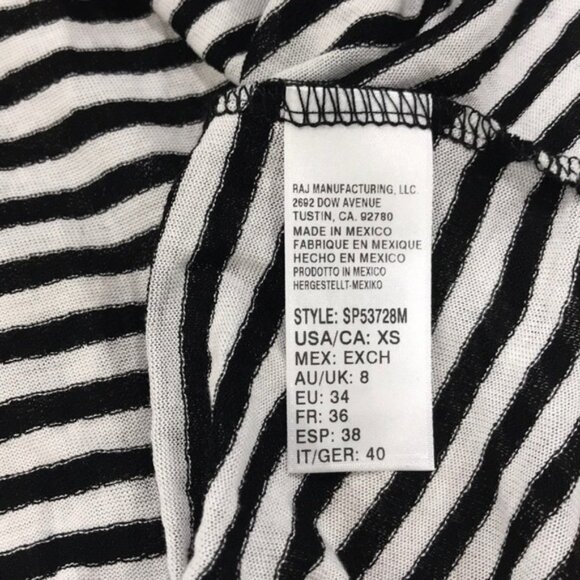 RAJ MANUFACTURING, LLC.
2692 DOW AVENUE
TUSTIN, CA. 92780
MADE IN MEXICO
FABRIQUE EN MEXIQUE
HECHO EN MEXICO
PRODOTTO IN MEXICO
HERGESTELLT-MEXIKO
STYLE: SP53728M
USA/CA: XS
MEX: EXCH
AU/UK: 8
EU: 34
FR: 36
ESP: 38
IT/GER: 40